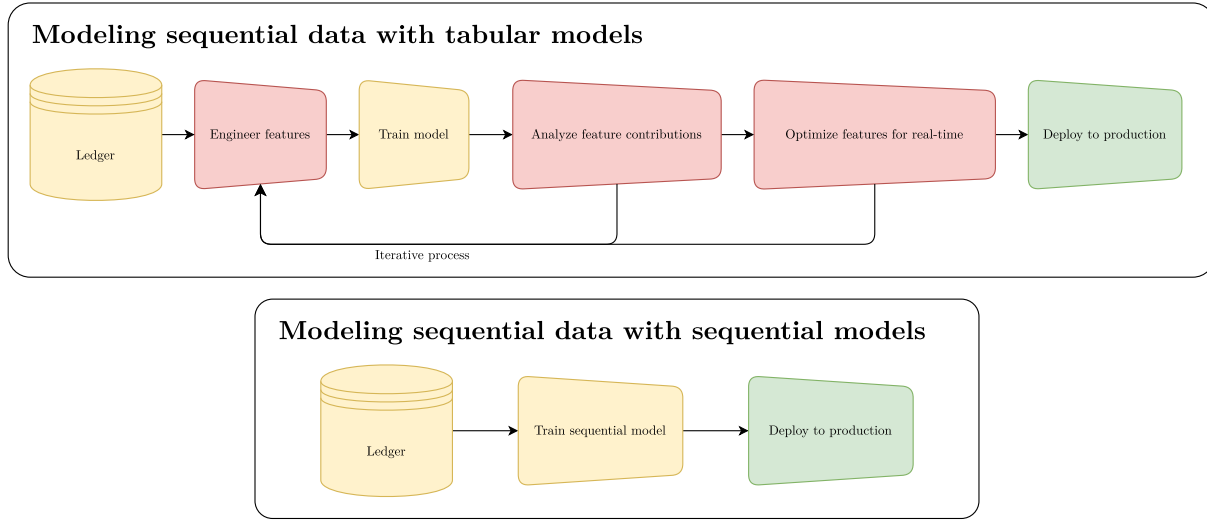 Modeling sequential data with tabular models
Ledger
Engineer features
Train model
Analyze feature contributions
Optimize features for real-time
Deploy to production
Iterative process
Modeling sequential data with sequential models
Ledger
Train sequential model
Deploy to production